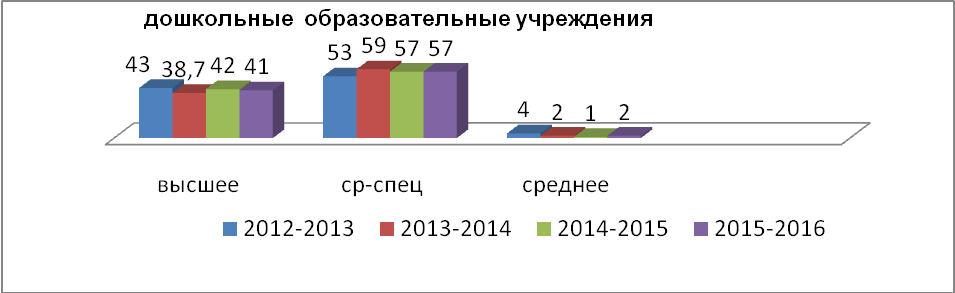 дошкольные образовательные учреждения
43 38,7 42 41 53 59 57 57 4 2 1 2
высшее ср-спец среднее
2012-2013 2013-2014 2014-2015 2015-2016